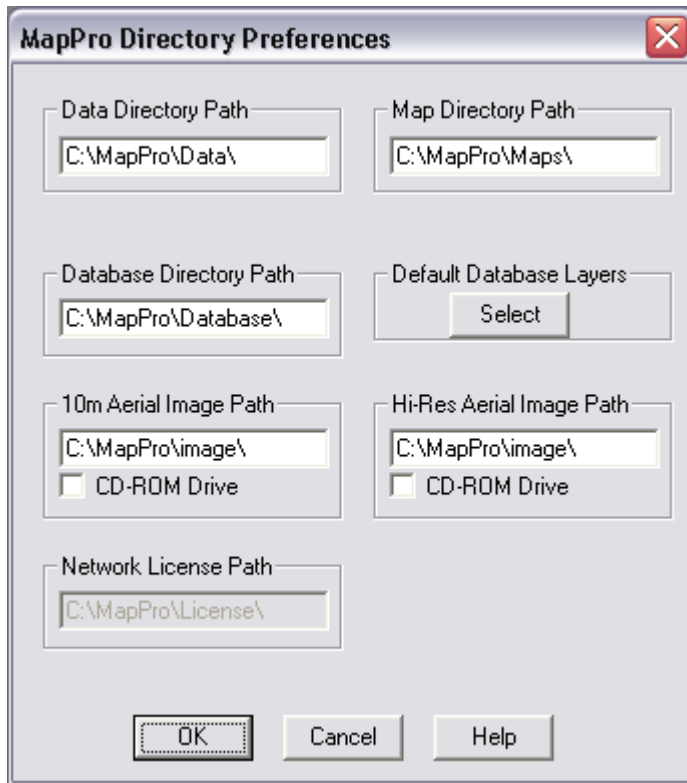 MapPro Directory Preferences
Data Directory Path
C:\MapPro\Data\
Map Directory Path
C:\MapPro\Maps\
Database Directory Path
C:\MapPro\Database\
Default Database Layers
Select
10m Aerial Image Path
C:\MapPro\image\
CD-ROM Drive
Hi-Res Aerial Image Path
C:\MapPro\image\
CD-ROM Drive
Network License Path
C:\MapPro\License\
OK
Cancel
Help